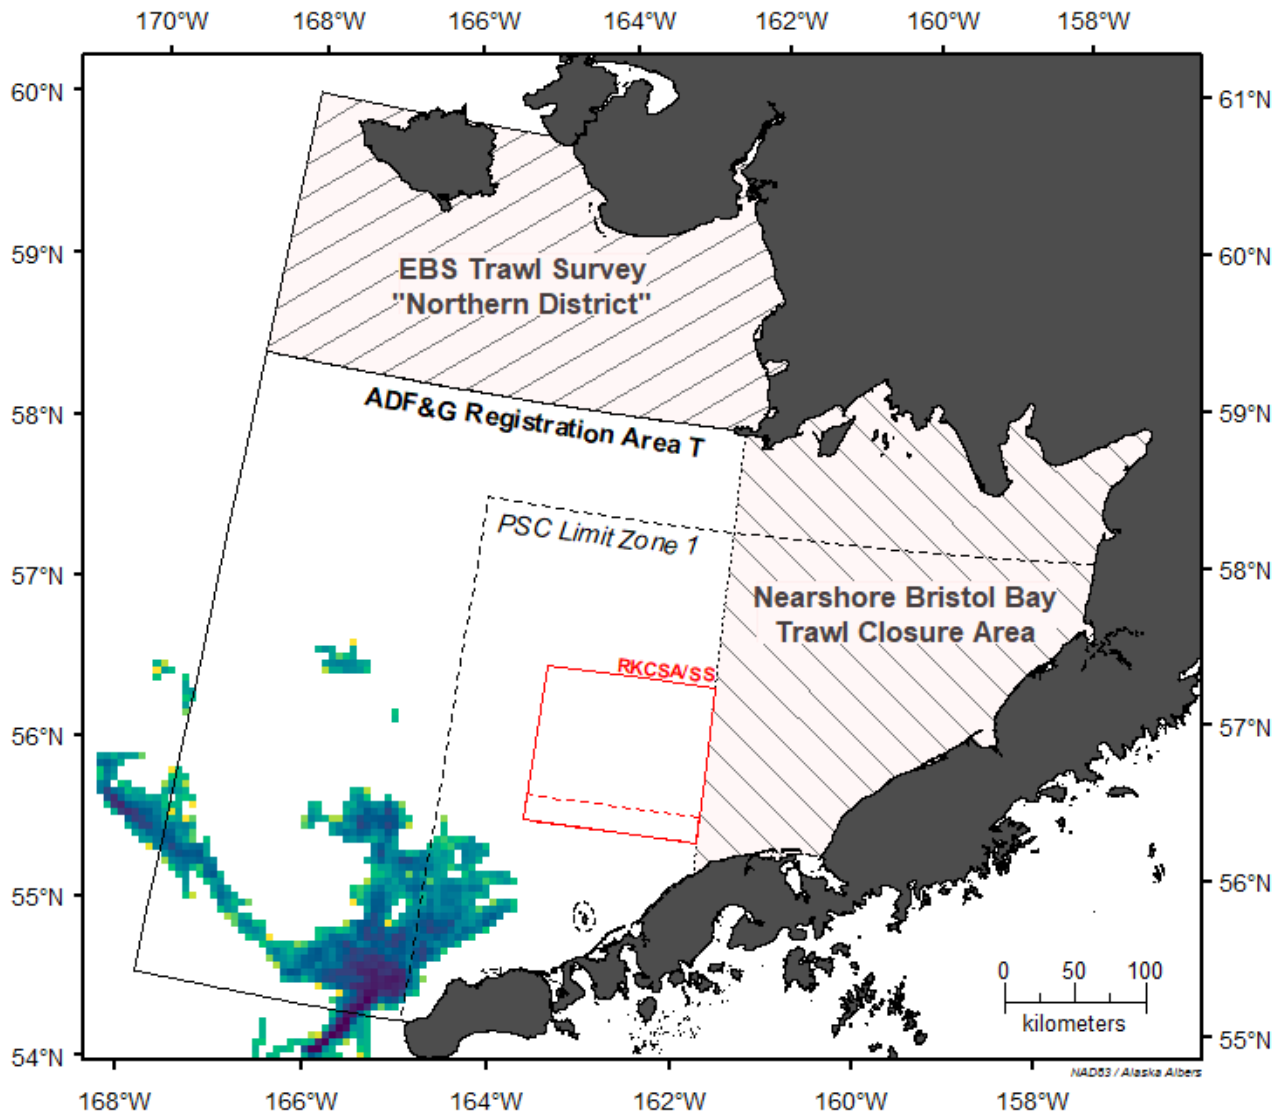 170°W 168°W 166°W 164°W 162°W 160°W 158°W
60°N
61°N
59°N
60°N
EBS Trawl Survey
"Northern District"
58°N
59°N
ADF&G Registration Area T
PSC Limit Zone 1
57°N
58°N
Nearshore Bristol Bay
Trawl Closure Area
RKCSA/SS
56°N
57°N
55°N
56°N
0 50 100
kilometers
54°N
55°N
NAD83 / Alaska Albers
168°W 166°W 164°W 162°W 160°W 158°W